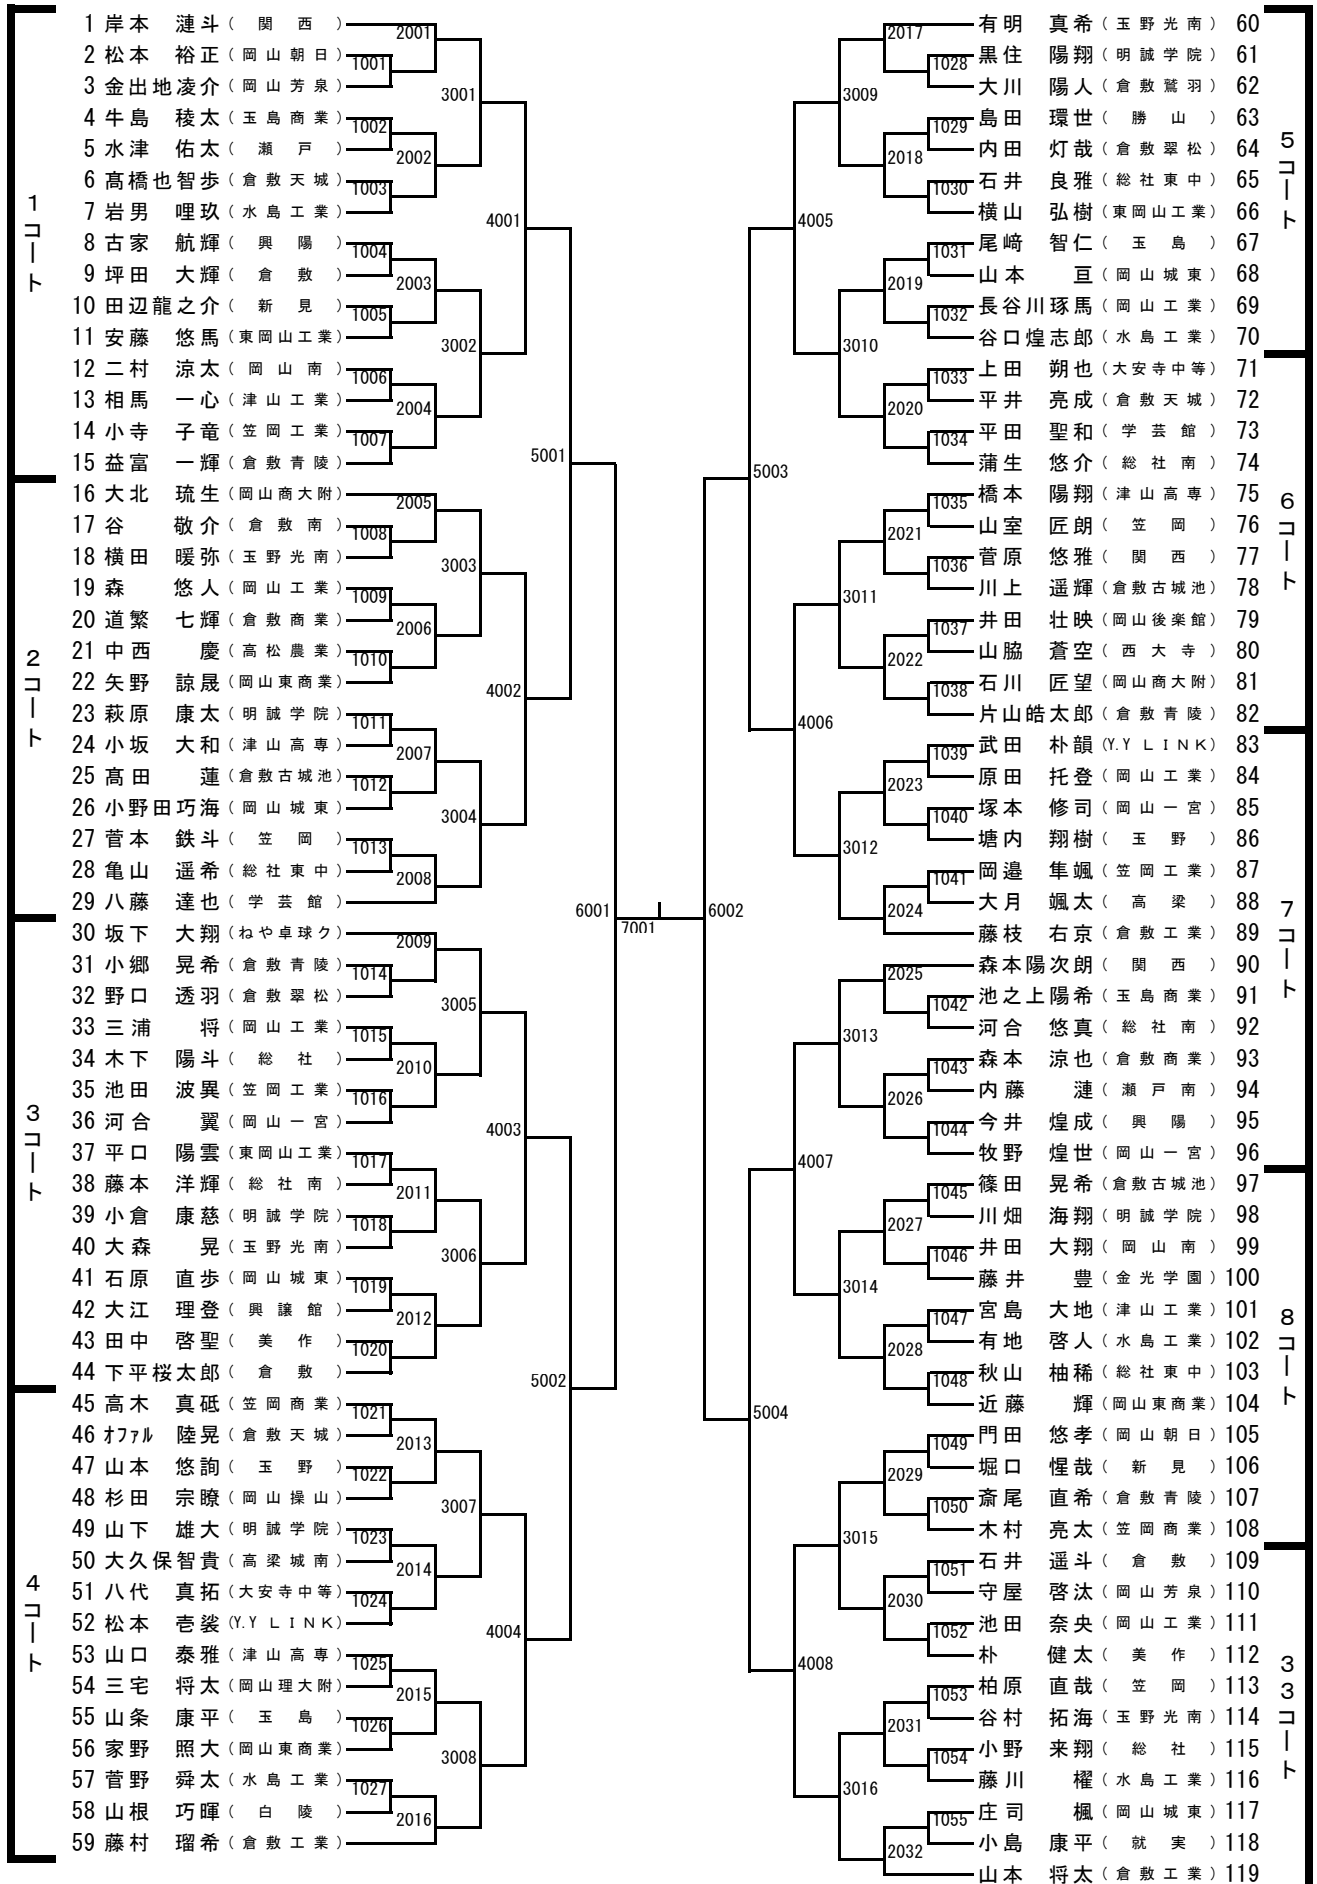 1コート
1 岸本 漣斗 (関西)
2 松本 裕正 (岡山朝日)
3 金出地凌介 (岡山芳泉)
4 牛島 稜太 (玉島商業)
5 水津 佑太 (瀬戸)
6 髙橋也智歩 (倉敷天城)
7 岩男 哩玖 (水島工業)
8 古家 航輝 (興陽)
9 坪田 大輝 (倉敷)
10 田辺龍之介 (新見)
11 安藤 悠馬 (東岡山工業)
12 二村 涼太 (岡山南)
13 相馬 一心 (津山工業)
14 小寺 子竜 (笠岡工業)
15 益富 一輝 (倉敷青陵)
2コート
16 大北 琉生 (岡山商大附)
17 谷 敬介 (倉敷南)
18 横田 暖弥 (玉野光南)
19 森 悠人 (岡山工業)
20 道繁 七輝 (倉敷商業)
21 中西 慶 (高松農業)
22 矢野 諒晟 (岡山東商業)
23 萩原 康太 (明誠学院)
24 小坂 大和 (津山高専)
25 髙田 蓮 (倉敷古城池)
26 小野田巧海 (岡山城東)
27 菅本 鉄斗 (笠岡)
28 亀山 遥希 (総社東中)
29 八藤 達也 (学芸館)
3コート
30 坂下 大翔 (ねや卓球ク)
31 小郷 晃希 (倉敷青陵)
32 野口 透羽 (倉敷翠松)
33 三浦 将 (岡山工業)
34 木下 陽斗 (総社)
35 池田 波異 (笠岡工業)
36 河合 翼 (岡山一宮)
37 平口 陽雲 (東岡山工業)
38 藤本 洋輝 (総社南)
39 小倉 康慈 (明誠学院)
40 大森 晃 (玉野光南)
41 石原 直歩 (岡山城東)
42 大江 理登 (興譲館)
43 田中 啓聖 (美作)
44 下平桜太郎 (倉敷)
4コート
45 高木 真砥 (笠岡商業)
46 オファル 陸晃 (倉敷天城)
47 山本 悠詢 (玉野)
48 杉田 宗瞭 (岡山操山)
49 山下 雄大 (明誠学院)
50 大久保智貴 (高梁城南)
51 八代 真拓 (大安寺中等)
52 松本 壱裟 (Y.Y LINK)
53 山口 泰雅 (津山高専)
54 三宅 将太 (岡山理大附)
55 山条 康平 (玉島)
56 家野 照大 (岡山東商業)
57 菅野 舜太 (水島工業)
58 山根 巧暉 (白陵)
59 藤村 瑠希 (倉敷工業)
1001
1002
1003
1004
1005
1006
1007
1008
1009
1010
1011
1012
1013
1014
1015
1016
1017
1018
1019
1020
1021
1022
1023
1024
1025
1026
1027
2001
2002
2003
2004
2005
2006
2007
2008
2009
2010
2011
2012
2013
2014
2015
2016
3001
3002
3003
3004
3005
3006
3007
3008
4001
4002
4003
4004
5001
5002
6001
7001
6002
5003
5004
4005
4006
4007
4008
3009
3010
3011
3012
3013
3014
3015
3016
2017
2018
2019
2020
2021
2022
2023
2024
2025
2026
2027
2028
2029
2030
2031
2032
1028
1029
1030
1031
1032
1033
1034
1035
1036
1037
1038
1039
1040
1041
1042
1043
1044
1045
1046
1047
1048
1049
1050
1051
1052
1053
1054
1055
有明 真希 (玉野光南) 60
黒住 陽翔 (明誠学院) 61
大川 陽人 (倉敷鷲羽) 62
島田 環世 (勝山) 63
内田 灯哉 (倉敷翠松) 64
石井 良雅 (総社東中) 65
横山 弘樹 (東岡山工業) 66
尾﨑 智仁 (玉島) 67
山本 亘 (岡山城東) 68
長谷川琢馬 (岡山工業) 69
谷口煌志郎 (水島工業) 70
5コート
上田 朔也 (大安寺中等) 71
平井 亮成 (倉敷天城) 72
平田 聖和 (学芸館) 73
蒲生 悠介 (総社南) 74
橋本 陽翔 (津山高専) 75
山室 匠朗 (笠岡) 76
菅原 悠雅 (関西) 77
川上 遥輝 (倉敷古城池) 78
井田 壮映 (岡山後楽館) 79
山脇 蒼空 (西大寺) 80
石川 匠望 (岡山商大附) 81
片山皓太郎 (倉敷青陵) 82
6コート
武田 朴韻 (Y.Y LINK) 83
原田 托登 (岡山工業) 84
塚本 修司 (岡山一宮) 85
塘内 翔樹 (玉野) 86
岡邉 隼颯 (笠岡工業) 87
大月 颯太 (高梁) 88
藤枝 右京 (倉敷工業) 89
森本陽次朗 (関西) 90
池之上陽希 (玉島商業) 91
河合 悠真 (総社南) 92
森本 涼也 (倉敷商業) 93
内藤 漣 (瀬戸南) 94
今井 煌成 (興陽) 95
牧野 煌世 (岡山一宮) 96
7コート
篠田 晃希 (倉敷古城池) 97
川畑 海翔 (明誠学院) 98
井田 大翔 (岡山南) 99
藤井 豊 (金光学園) 100
宮島 大地 (津山工業) 101
有地 啓人 (水島工業) 102
秋山 柚稀 (総社東中) 103
近藤 輝 (岡山東商業) 104
門田 悠孝 (岡山朝日) 105
堀口 惺哉 (新見) 106
斎尾 直希 (倉敷青陵) 107
木村 亮太 (笠岡商業) 108
8コート
石井 遥斗 (倉敷) 109
守屋 啓汰 (岡山芳泉) 110
池田 奈央 (岡山工業) 111
朴 健太 (美作) 112
柏原 直哉 (笠岡) 113
谷村 拓海 (玉野光南) 114
小野 来翔 (総社) 115
藤川 櫂 (水島工業) 116
庄司 楓 (岡山城東) 117
小島 康平 (就実) 118
山本 将太 (倉敷工業) 119
33コート